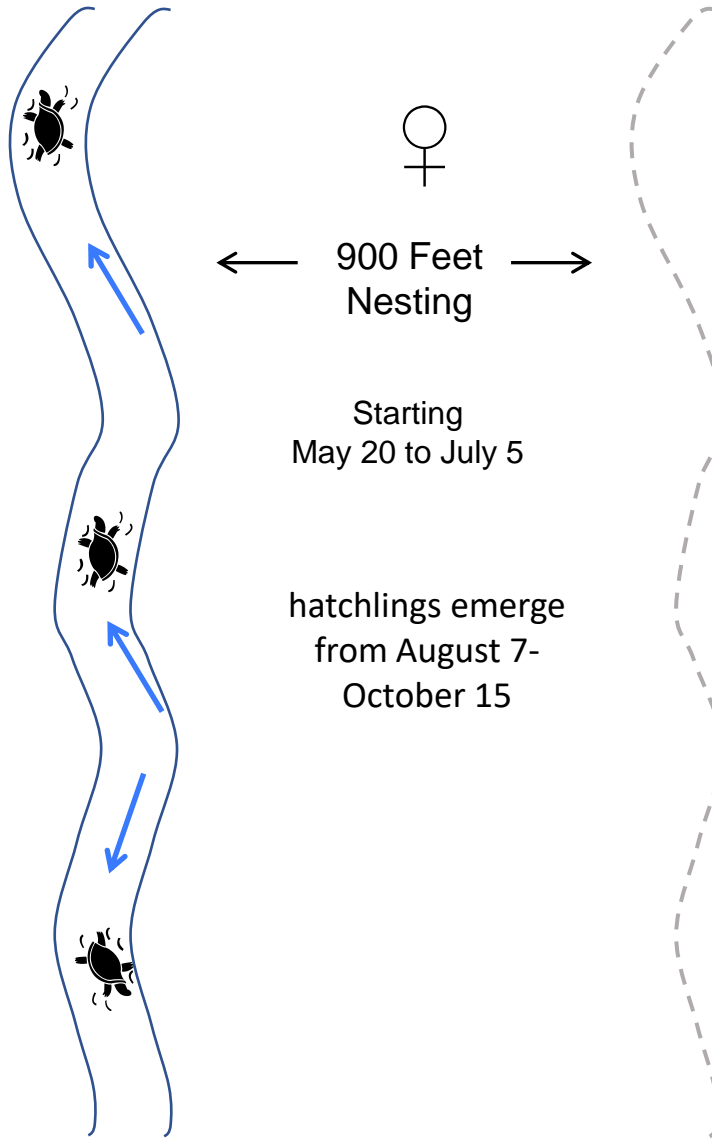 900 Feet
Nesting
Starting
May 20 to July 5
hatchlings emerge
from August 7-
October 15